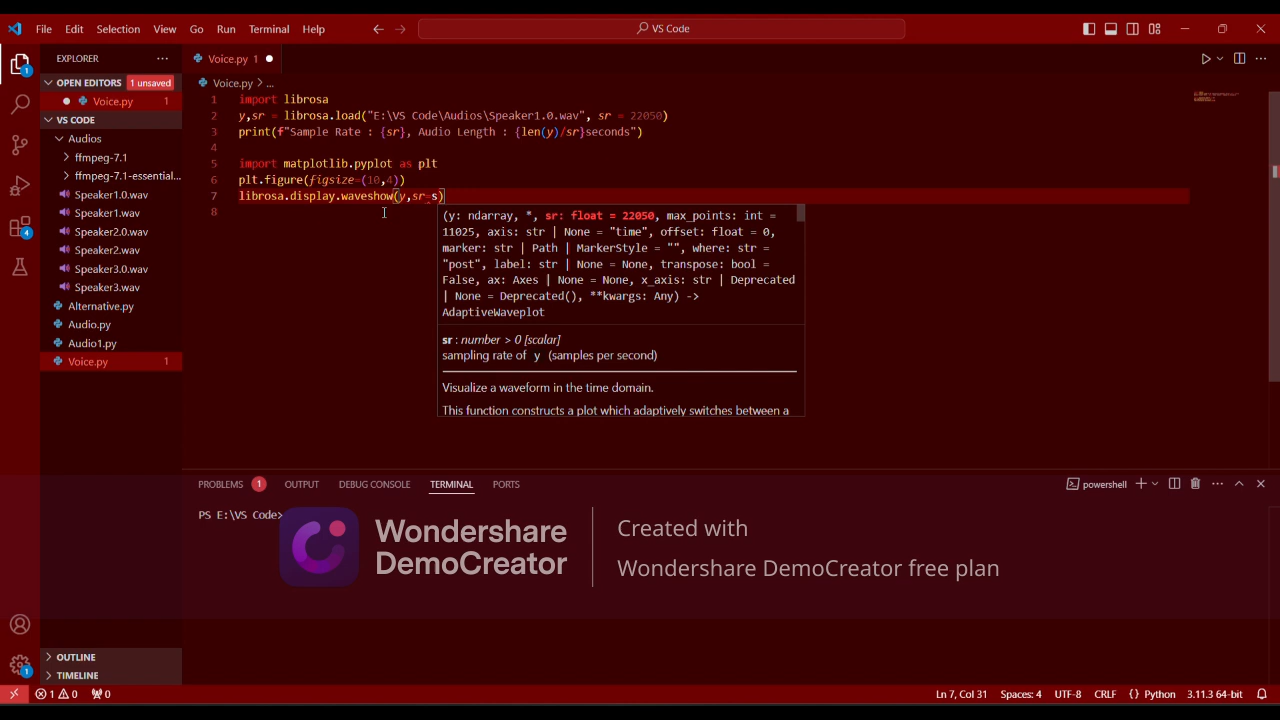 File Edit Selection View Go Run Terminal Help
VS Code
EXPLORER
OPEN EDITORS 1 unsaved
Voice.py 1
VS CODE
Audios
ffmpeg-7.1
ffmpeg-7.1-essential...
Speaker1.0.wav
Speaker1.wav
Speaker2.0.wav
Speaker2.wav
Speaker3.0.wav
Speaker3.wav
Alternative.py
Audio.py
Audio1.py
Voice.py 1
OUTLINE
TIMELINE
1
4
1
Voice.py 1
Voice.py > ...
1 import librosa
2 y,sr = librosa.load("E:\VS Code\Audios\Speaker1.0.wav", sr = 22050)
3 print(f"Sample Rate : {sr}, Audio Length : {len(y)/sr}seconds")
4
5 import matplotlib.pyplot as plt
6 plt.figure(figsize=(10,4))
7 librosa.display.waveshow(y,sr=s)
8
(y: ndarray, *, sr: float = 22050, max_points: int =
11025, axis: str | None = "time", offset: float = 0,
marker: str | Path | MarkerStyle = "", where: str =
"post", label: str | None = None, transpose: bool =
False, ax: Axes | None = None, x_axis: str | Deprecated
| None = Deprecated(), **kwargs: Any) ->
AdaptiveWaveplot
sr : number > 0 [scalar]
sampling rate of y (samples per second)
Visualize a waveform in the time domain.
This function constructs a plot which adaptively switches between a
PROBLEMS 1 OUTPUT DEBUG CONSOLE TERMINAL PORTS
powershell
PS E:\VS Code>
Wondershare
DemoCreator
Created with
Wondershare DemoCreator free plan
1 0 0
Ln 7, Col 31 Spaces: 4 UTF-8 CRLF {} Python 3.11.3 64-bit